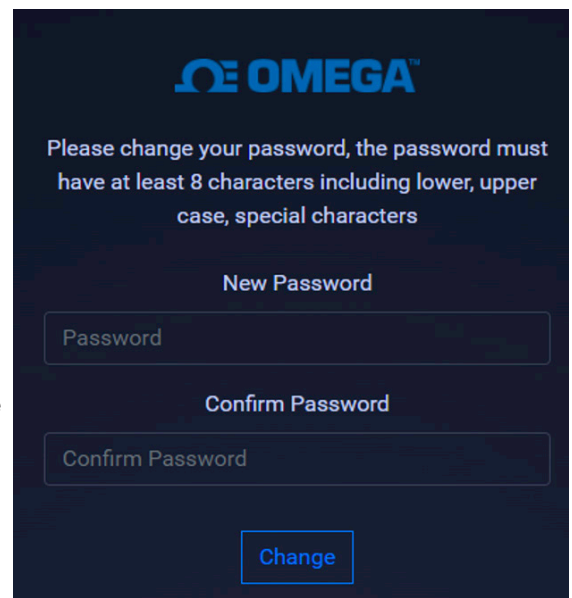 OMEGA™
Please change your password, the password must
have at least 8 characters including lower, upper
case, special characters
New Password
Password
Confirm Password
Confirm Password
Change